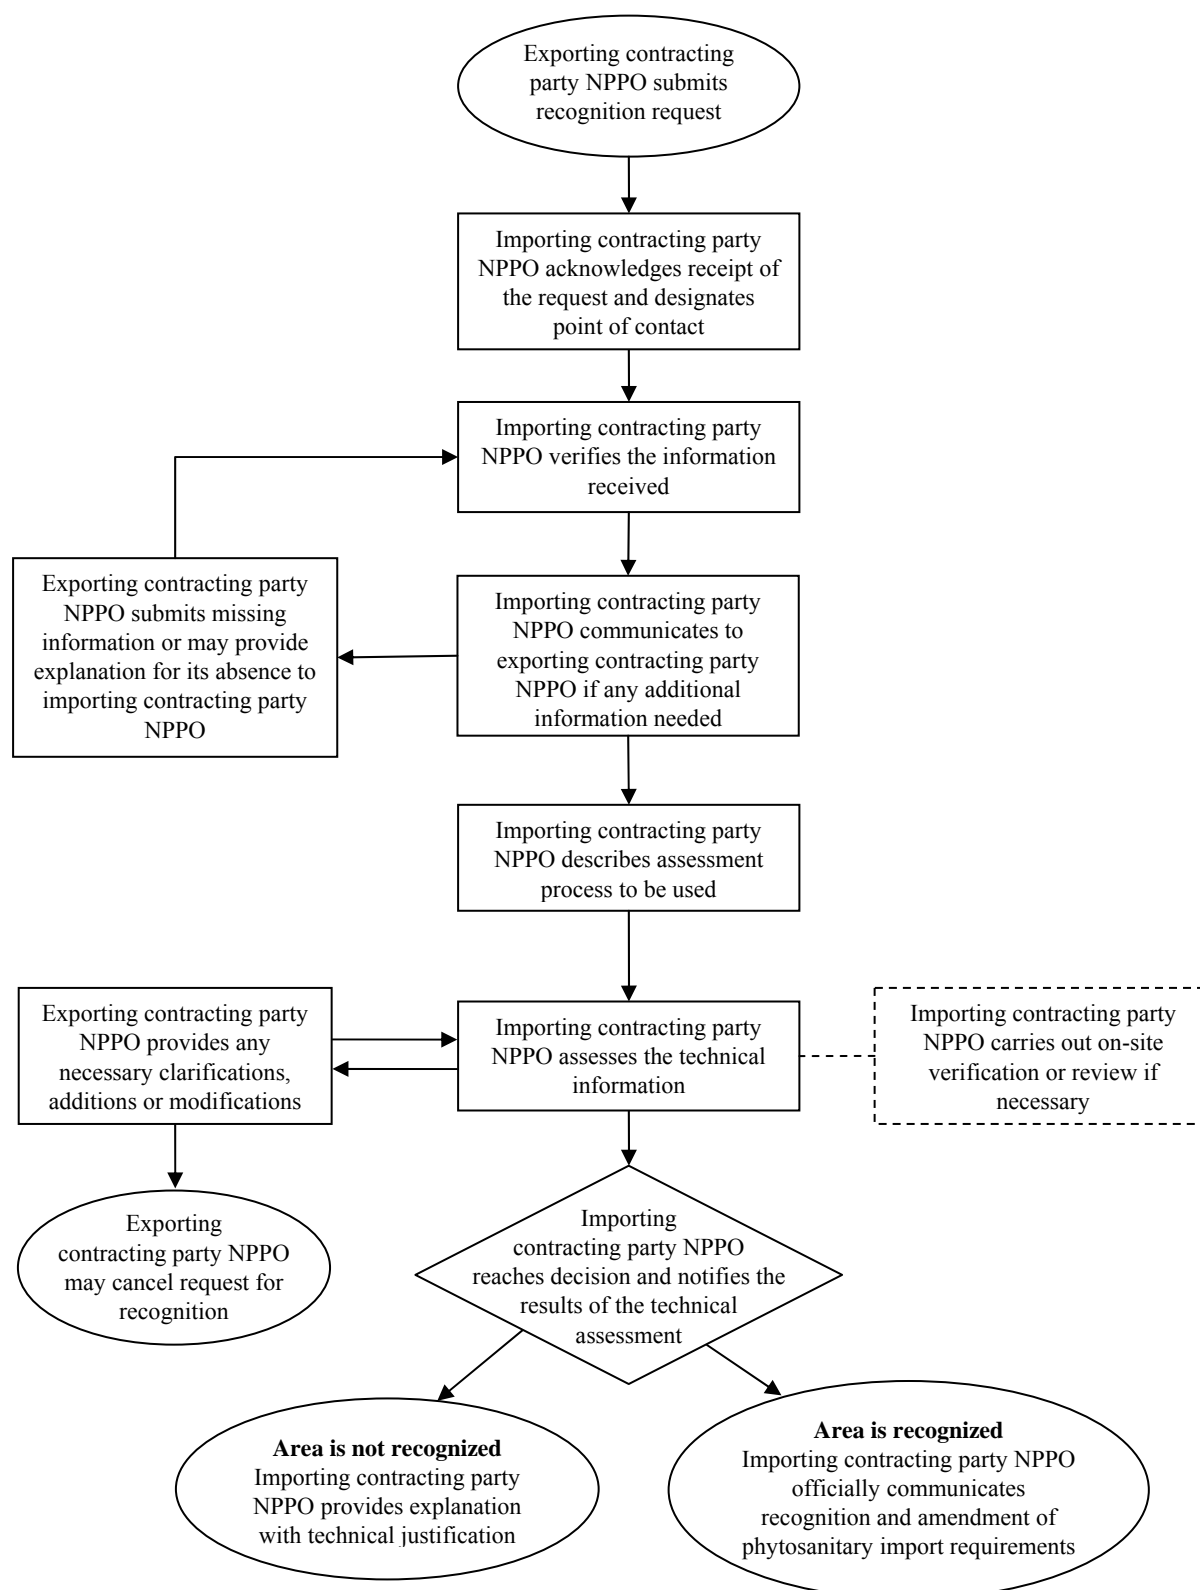 Exporting contracting
party NPPO submits
recognition request
Importing contracting party
NPPO acknowledges receipt of
the request and designates
point of contact
Importing contracting party
NPPO verifies the information
received
Exporting contracting party
NPPO submits missing
information or may provide
explanation for its absence to
importing contracting party
NPPO
Importing contracting party
NPPO communicates to
exporting contracting party
NPPO if any additional
information needed
Importing contracting party
NPPO describes assessment
process to be used
Exporting contracting party
NPPO provides any
necessary clarifications,
additions or modifications
Importing contracting party
NPPO assesses the technical
information
Importing contracting party
NPPO carries out on-site
verification or review if
necessary
Exporting
contracting party NPPO
may cancel request for
recognition
Importing
contracting party NPPO
reaches decision and notifies the
results of the technical
assessment
Area is not recognized
Importing contracting party
NPPO provides explanation
with technical justification
Area is recognized
Importing contracting party NPPO
officially communicates
recognition and amendment of
phytosanitary import requirements